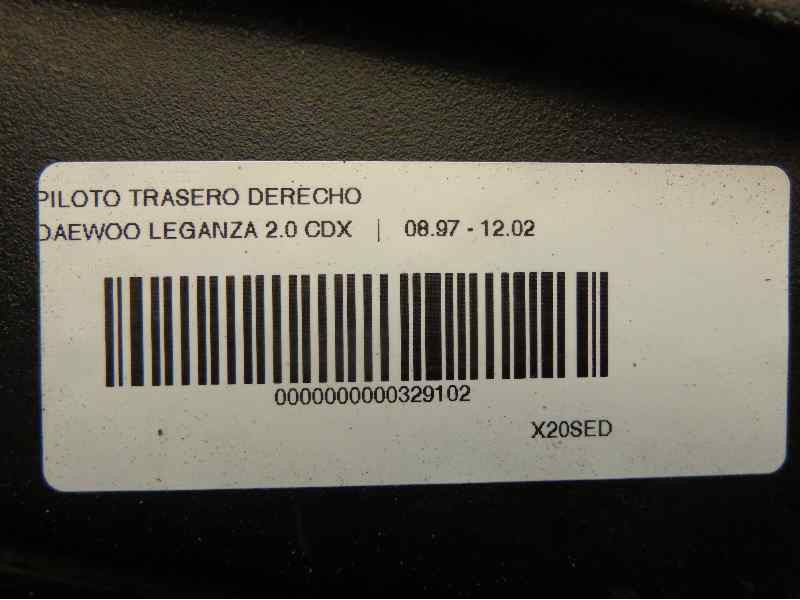 PILOTO TRASERO DERECHO
DAEWOO LEGANZA 2.0 CDX | 08.97 - 12.02
0000000000329102
X20SED